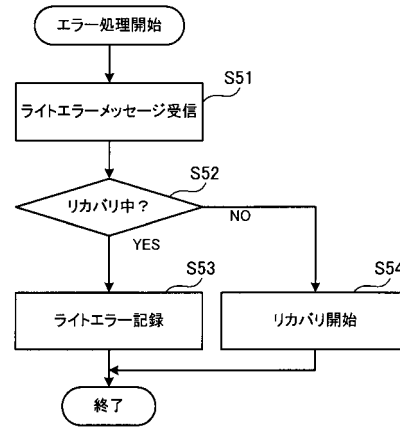 エラー処理開始
S51
ライトエラーメッセージ受信
S52
リカバリ中？
NO
YES
S53
S54
ライトエラー記録
リカバリ開始
終了